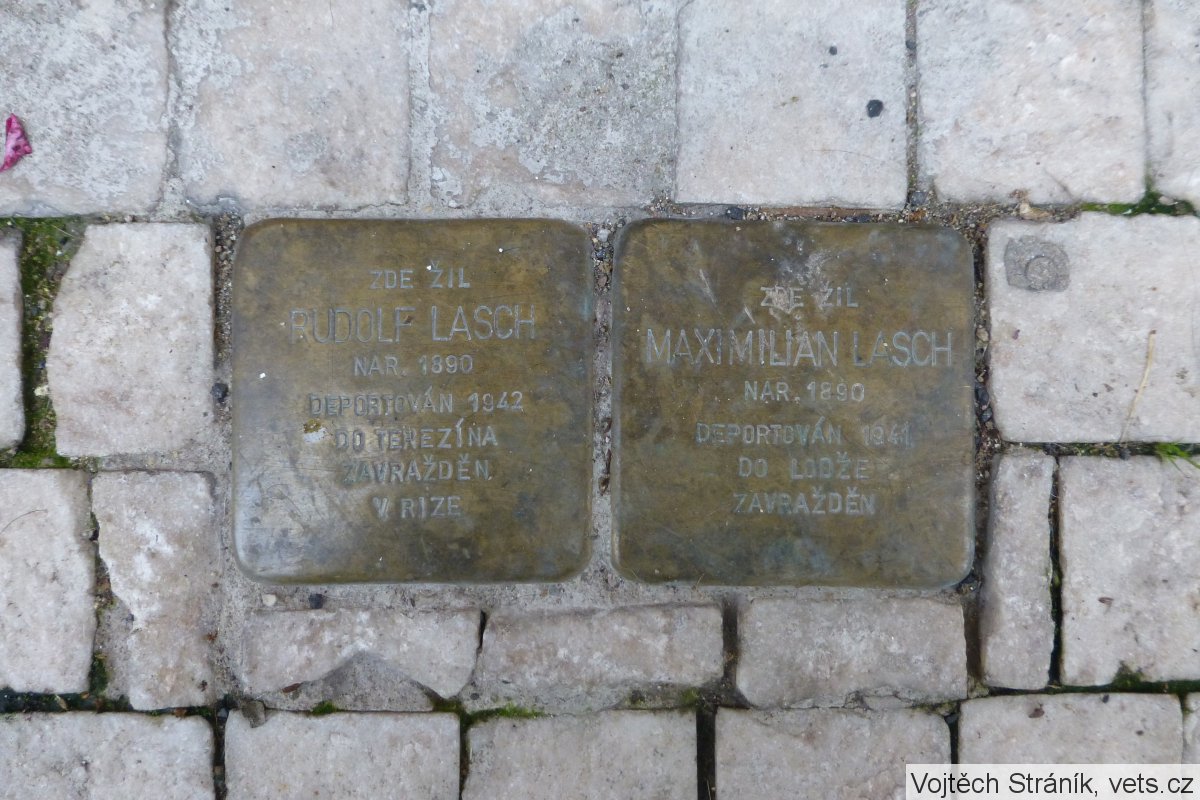 ZDE ŽIL
RUDOLF LASCH
NAR. 1890
DEPORTOVÁN 1942
DO TEREZÍNA
ZAVRAŽDĚN
V RIZE
ZDE ŽIL
MAXIMILIAN LASCH
NAR. 1890
DEPORTOVÁN 1941
DO LODŽE
ZAVRAŽDĚN
Vojtěch Stráník, vets.cz